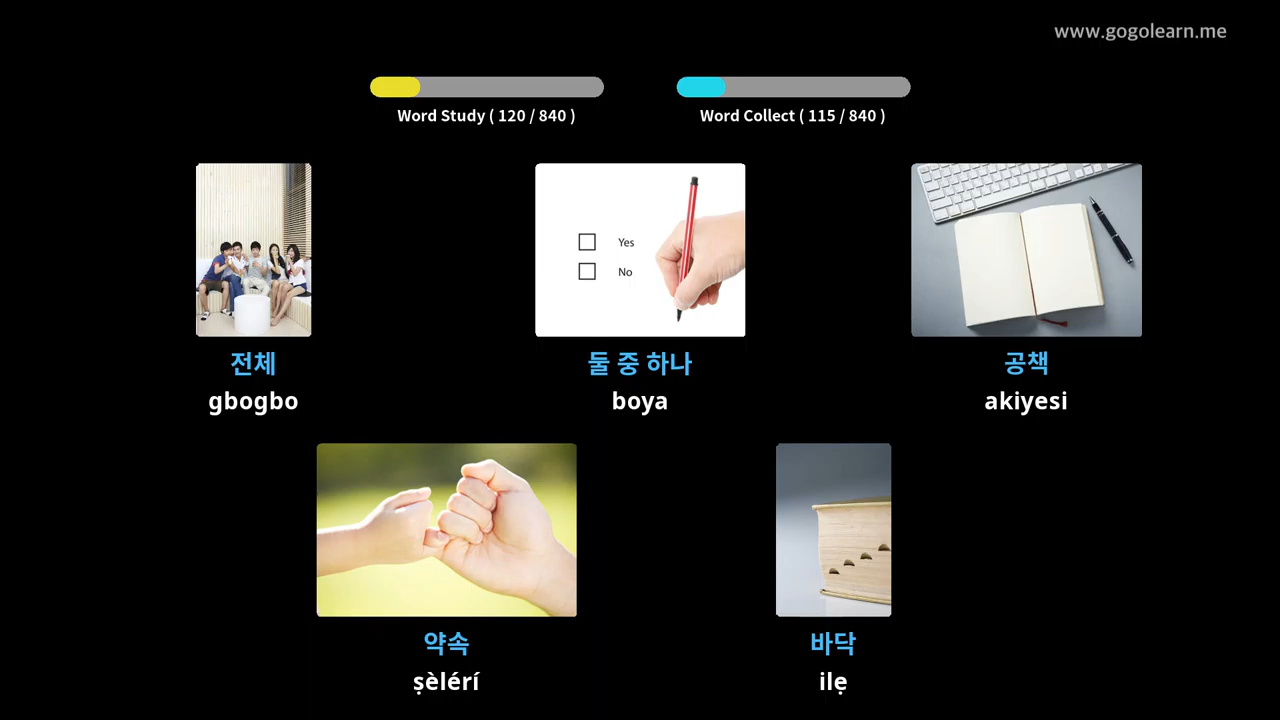 www.gogolearn.me
Word Study ( 120 / 840 )
Word Collect ( 115 / 840 )
Yes
No
전체
gbogbo
둘 중 하나
boya
공책
akiyesi
약속
ṣèlérí
바닥
ilẹ